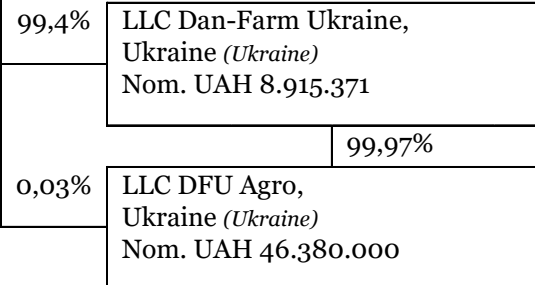 99,4%
LLC Dan-Farm Ukraine,
Ukraine (Ukraine)
Nom. UAH 8.915.371
99,97%
0,03%
LLC DFU Agro,
Ukraine (Ukraine)
Nom. UAH 46.380.000